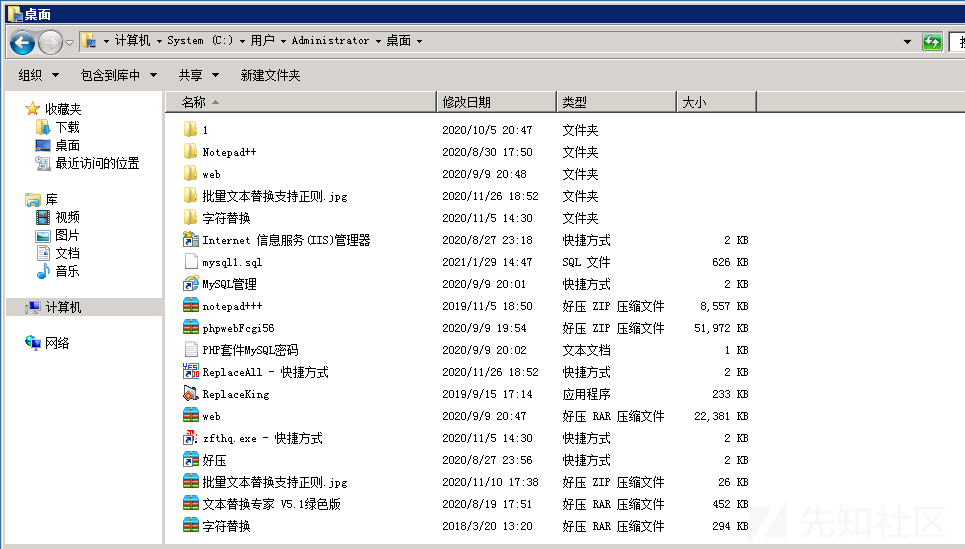 桌面
计算机 System (C:) 用户 Administrator 桌面
组织 包含到库中 共享 新建文件夹
收藏夹
下载
桌面
最近访问的位置
库
视频
图片
文档
音乐
计算机
网络
名称 修改日期 类型 大小
1 2020/10/5 20:47 文件夹
Notepad++ 2020/8/30 17:50 文件夹
web 2020/9/9 20:48 文件夹
批量文本替换支持正则.jpg 2020/11/26 18:52 文件夹
字符替换 2020/11/5 14:30 文件夹
Internet 信息服务(IIS)管理器 2020/8/27 23:18 快捷方式 2 KB
mysql1.sql 2021/1/29 14:47 SQL 文件 626 KB
MySQL管理 2020/9/9 20:01 快捷方式 2 KB
notepad+++ 2019/11/5 18:50 好压 ZIP 压缩文件 8,557 KB
phpwebFcgi56 2020/9/9 19:54 好压 ZIP 压缩文件 51,972 KB
PHP套件MySQL密码 2020/9/9 20:02 文本文档 1 KB
ReplaceAll - 快捷方式 2020/11/26 18:52 快捷方式 2 KB
ReplaceKing 2019/9/15 17:14 应用程序 233 KB
web 2020/9/9 20:47 好压 RAR 压缩文件 22,381 KB
zfthq.exe - 快捷方式 2020/11/5 14:30 快捷方式 2 KB
好压 2020/8/27 23:56 快捷方式 2 KB
批量文本替换支持正则.jpg 2020/11/10 17:38 好压 ZIP 压缩文件 26 KB
文本替换专家 V5.1绿色版 2020/8/19 17:51 好压 RAR 压缩文件 452 KB
字符替换 2018/3/20 13:20 好压 RAR 压缩文件 294 KB
先知社区